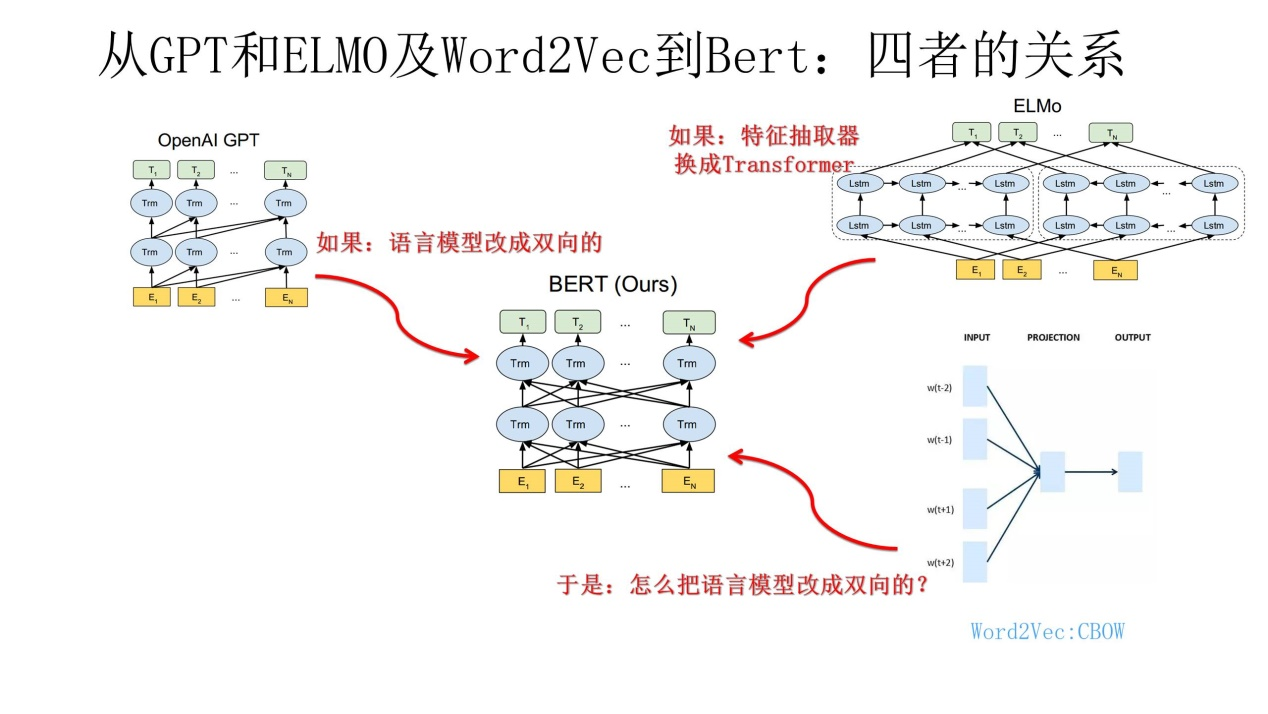 从GPT和ELMO及Word2Vec到Bert：四者的关系
OpenAI GPT
T1 T2 ... TN
Trm Trm ... Trm
Trm Trm ... Trm
E1 E2 ... EN
如果：语言模型改成双向的
如果：特征抽取器
换成Transformer
ELMo
T1 T2 ... TN
Lstm Lstm ... Lstm Lstm Lstm ... Lstm
Lstm Lstm ... Lstm Lstm Lstm ... Lstm
E1 E2 ... EN
BERT (Ours)
T1 T2 ... TN
Trm Trm ... Trm
Trm Trm ... Trm
E1 E2 ... EN
INPUT PROJECTION OUTPUT
w(t-2)
w(t-1)
w(t+1)
w(t+2)
于是：怎么把语言模型改成双向的？
Word2Vec:CBOW